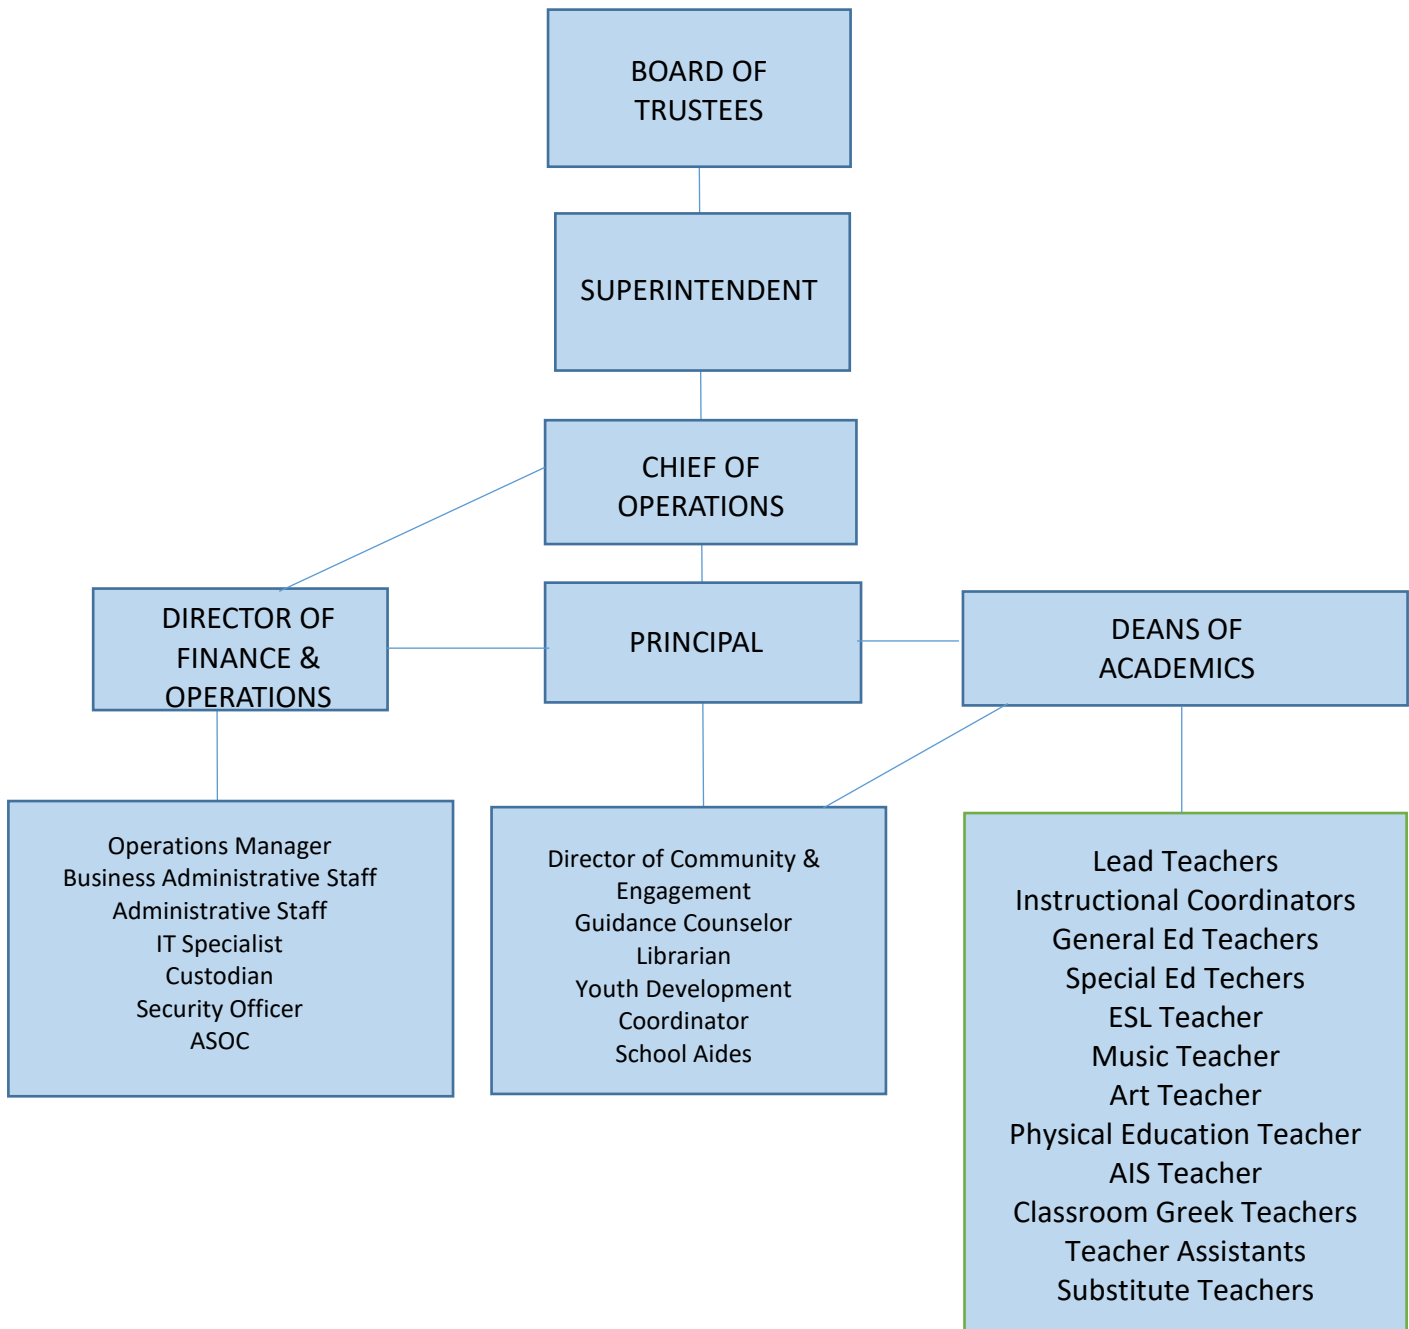 BOARD OF
TRUSTEES
SUPERINTENDENT
CHIEF OF
OPERATIONS
DIRECTOR OF
FINANCE &
OPERATIONS
PRINCIPAL
DEANS OF
ACADEMICS
Operations Manager
Business Administrative Staff
Administrative Staff
IT Specialist
Custodian
Security Officer
ASOC
Director of Community &
Engagement
Guidance Counselor
Librarian
Youth Development
Coordinator
School Aides
Lead Teachers
Instructional Coordinators
General Ed Teachers
Special Ed Techers
ESL Teacher
Music Teacher
Art Teacher
Physical Education Teacher
AIS Teacher
Classroom Greek Teachers
Teacher Assistants
Substitute Teachers